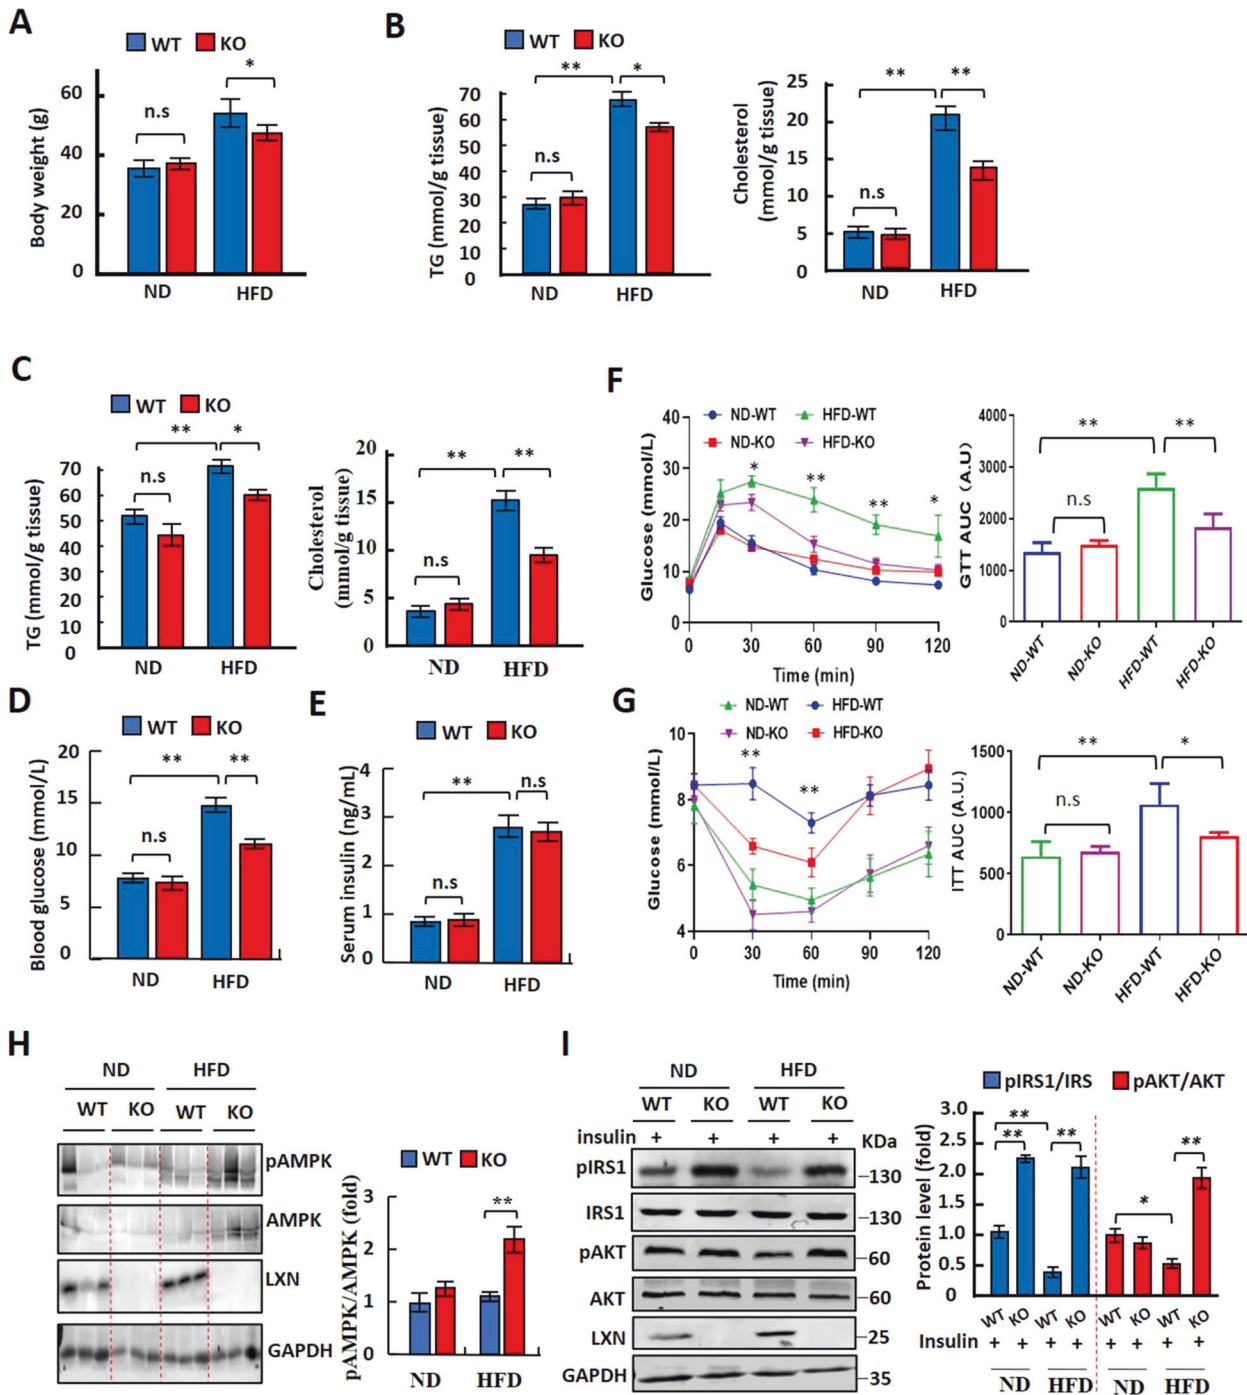 A
WT KO
Body weight (g)
60
40
20
0
n.s
*
ND HFD
B
WT KO
TG (mmol/g tissue)
70
60
50
40
30
20
10
0
n.s
** *
ND HFD
Cholesterol
(mmol/g tissue)
25
20
15
10
5
0
n.s
** **
ND HFD
C
WT KO
TG (mmol/g tissue)
70
60
50
40
30
20
10
0
n.s
** *
ND HFD
Cholesterol
(mmol/g tissue)
20
15
10
5
0
n.s
** **
ND HFD
D
WT KO
Blood glucose (mmol/L)
20
15
10
5
0
n.s
** **
ND HFD
E
WT KO
Serum insulin (ng/mL)
4
3
2
1
0
n.s
** n.s
ND HFD
F
ND-WT HFD-WT
ND-KO HFD-KO
Glucose (mmol/L)
40
30
20
10
0
* ** ** *
0 30 60 90 120
Time (min)
GTT AUC (A.U)
4000
3000
2000
1000
0
n.s
** **
ND-WT ND-KO HFD-WT HFD-KO
G
ND-WT HFD-WT
ND-KO HFD-KO
Glucose (mmol/L)
8
6
4
** **
0 30 60 90 120
Time (min)
ITT AUC (A.U.)
1500
1000
500
0
n.s
** *
ND-WT ND-KO HFD-WT HFD-KO
H
ND HFD
WT KO WT KO
pAMPK
AMPK
LXN
GAPDH
WT KO
pAMPK/AMPK (fold)
3
2
1
0
**
ND HFD
I
ND HFD
WT KO WT KO
insulin + + + + KDa
pIRS1 130
IRS1 130
pAKT 60
AKT 60
LXN 25
GAPDH 35
pIRS1/IRS pAKT/AKT
Protein level (fold)
3.0
2.5
2.0
1.5
1.0
0.5
0
** ** ** * **
WT KO WT KO WT KO WT KO
Insulin + + + + + + + +
ND HFD ND HFD